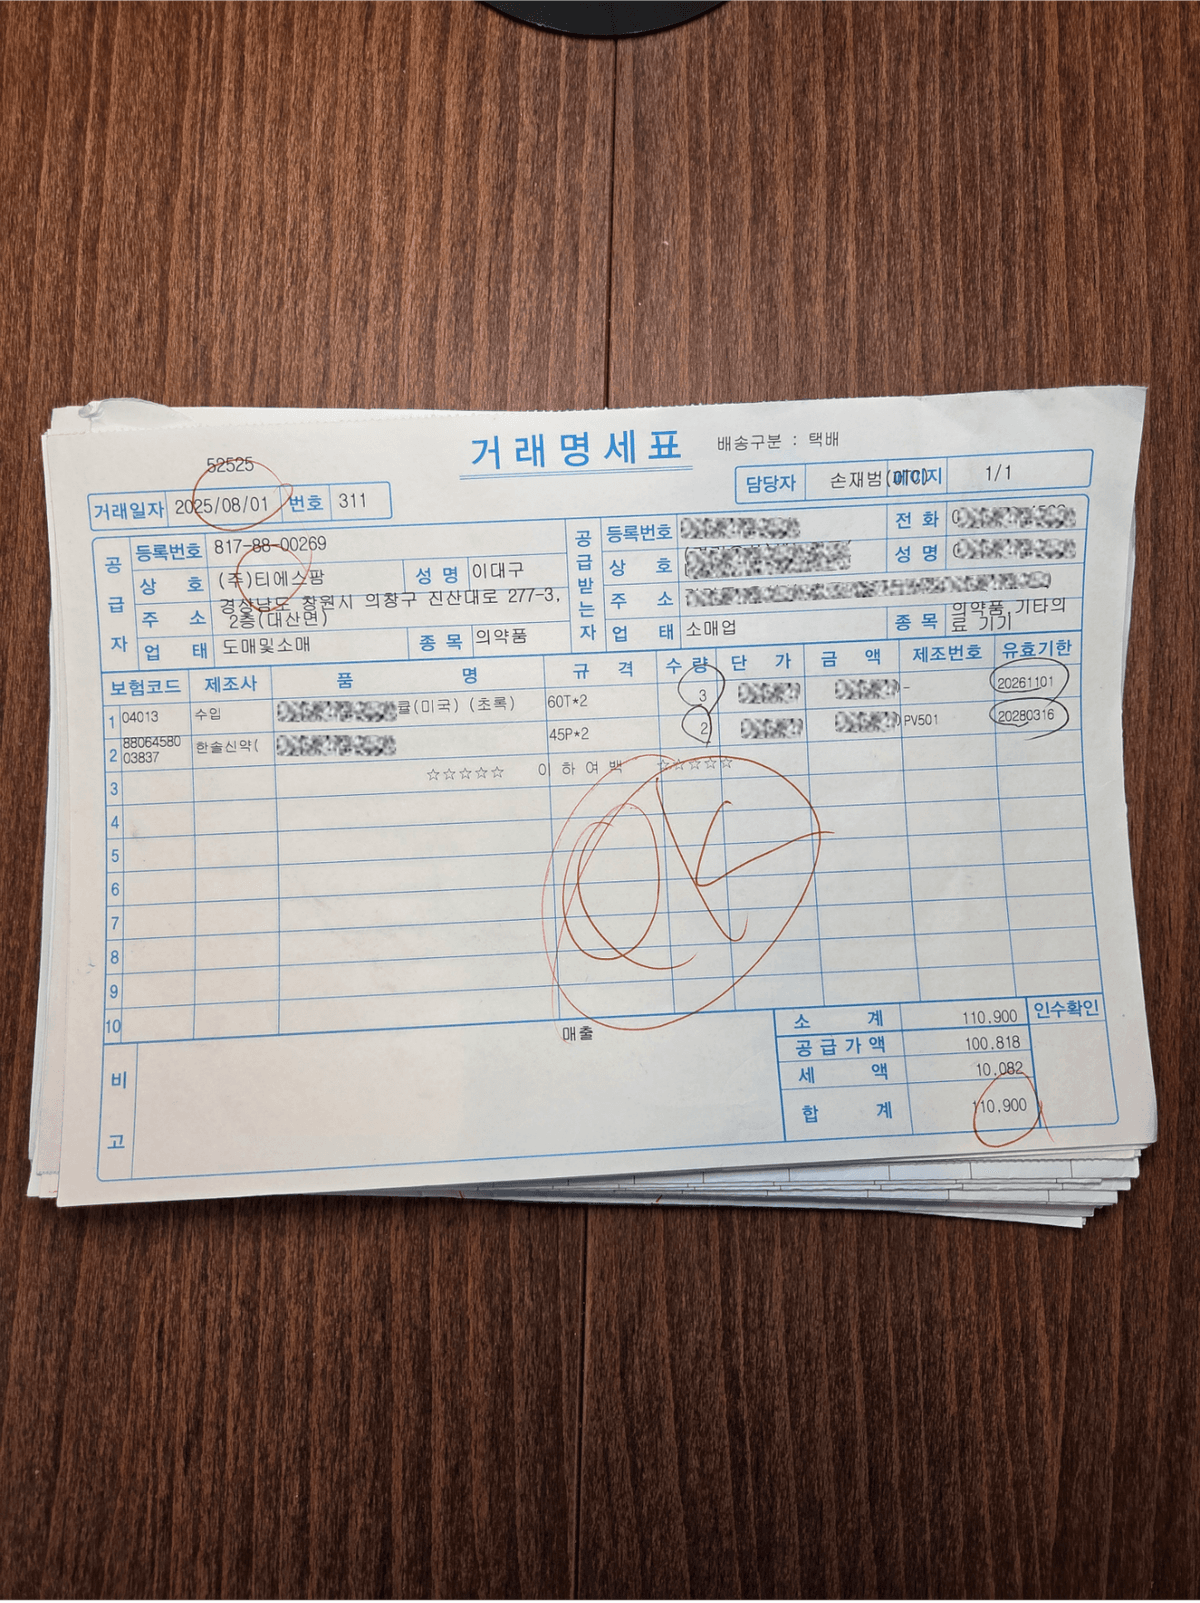 거래명세표 배송구분 : 택배
52525
거래일자 2025/08/01 번호 311
담당자 손재범(OTC) 페이지 1/1
공급자
등록번호 817-88-00269
상호 (주)티에스팜 성명 이대구
주소 경상남도 창원시 의창구 진산대로 277-3,
2층(대산면)
업태 도매및소매 종목 의약품
공급받는자
등록번호 전화
상호 성명
주소
업태 소매업 종목 의약품,기타의
료 기기
보험코드 제조사 품명 규격 수량 단가 금액 제조번호 유효기한
1 04013 수입 클(미국) (초록) 60T*2 3 - 20261101
2 88064580
03837 한솔신약( 45P*2 2 PV501 20280316
3 ☆☆☆☆☆ 이 하 여 백 ☆☆☆☆☆
4
5
6
7
8
9
10
OK
매출
비고
소계 110,900 인수확인
공급가액 100,818
세액 10,082
합계 110,900